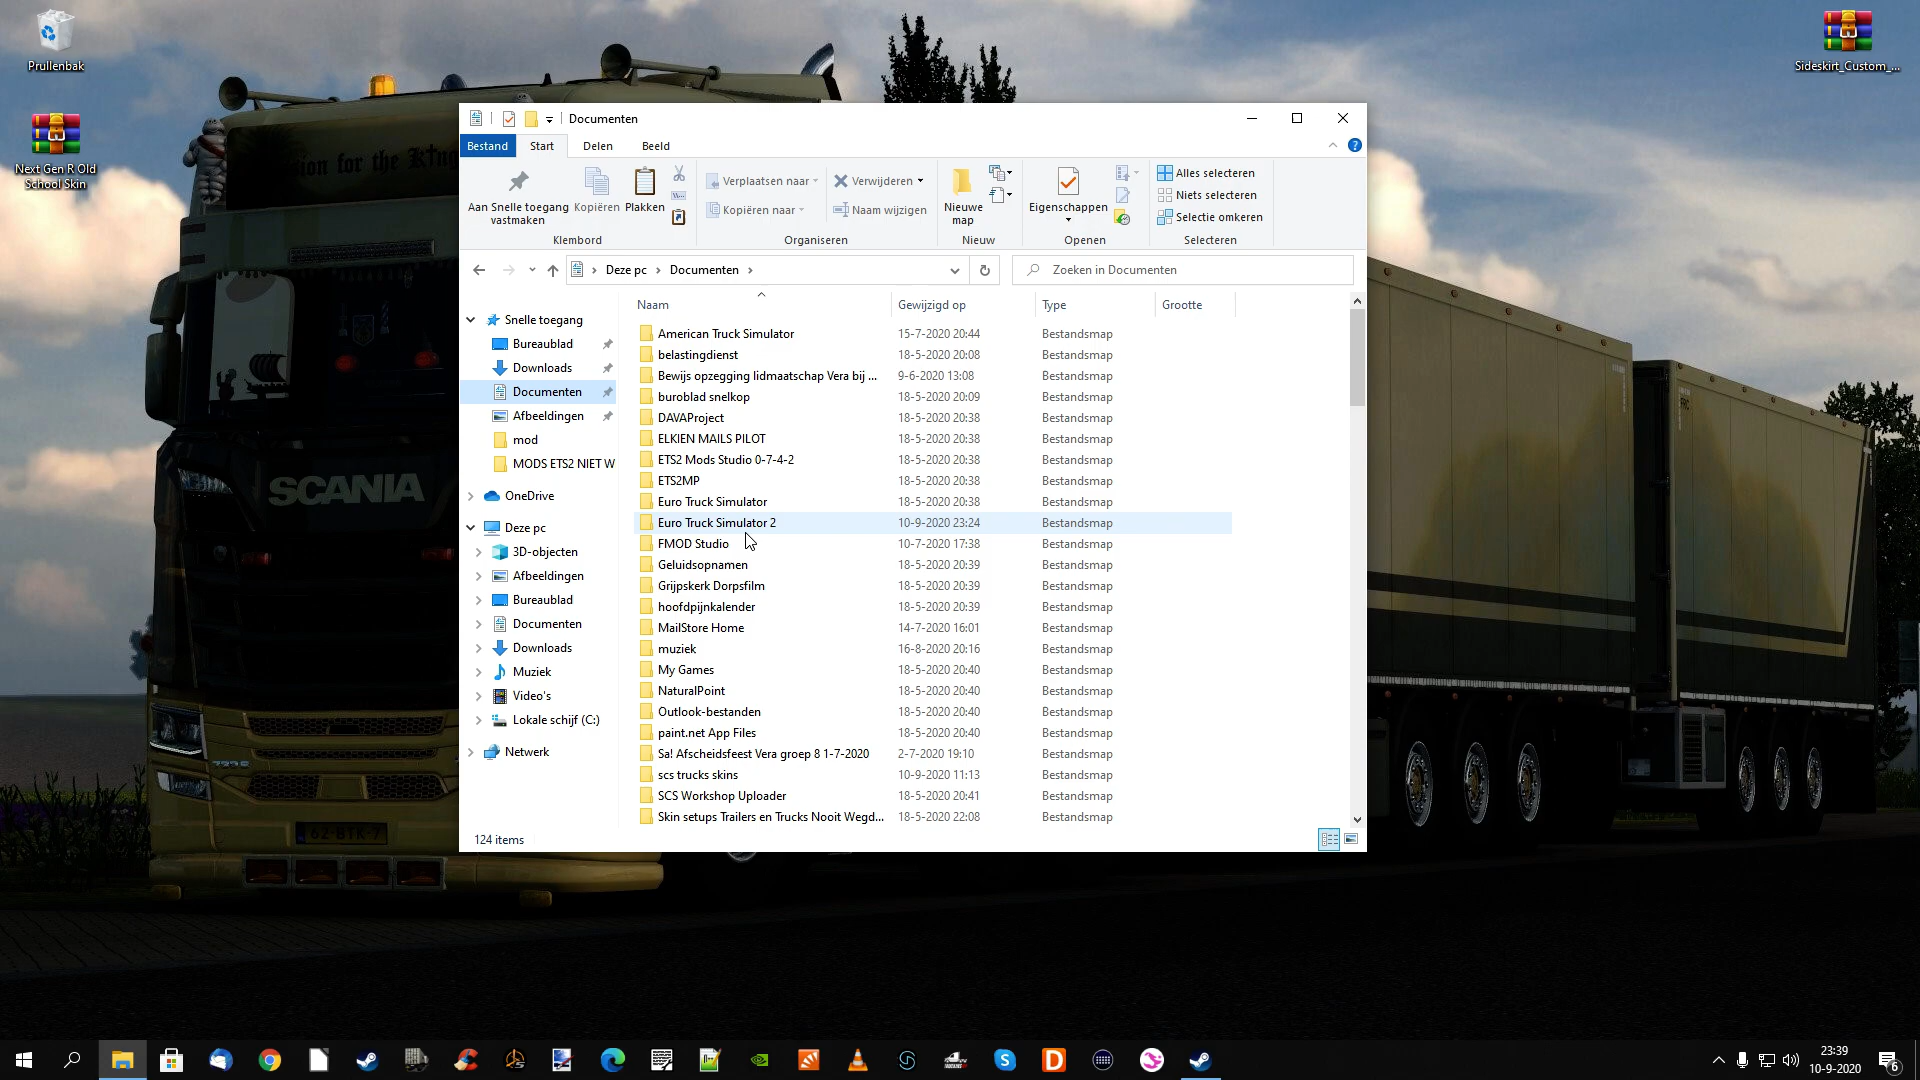 Prullenbak
Next Gen R Old
School Skin
Sideskirt_Custom_...
SCANIA
62-BTK-7
Documenten
Bestand
Start
Delen
Beeld
Aan Snelle toegang
vastmaken
Kopiëren
Plakken
Klembord
Verplaatsen naar
Kopiëren naar
Verwijderen
Naam wijzigen
Organiseren
Nieuwe
map
Nieuw
Eigenschappen
Openen
Alles selecteren
Niets selecteren
Selectie omkeren
Selecteren
Deze pc > Documenten >
Zoeken in Documenten
Snelle toegang
Bureaublad
Downloads
Documenten
Afbeeldingen
mod
MODS ETS2 NIET W
OneDrive
Deze pc
3D-objecten
Afbeeldingen
Bureaublad
Documenten
Downloads
Muziek
Video's
Lokale schijf (C:)
Netwerk
Naam Gewijzigd op Type Grootte
American Truck Simulator 15-7-2020 20:44 Bestandsmap
belastingdienst 18-5-2020 20:08 Bestandsmap
Bewijs opzegging lidmaatschap Vera bij ... 9-6-2020 13:08 Bestandsmap
buroblad snelkop 18-5-2020 20:09 Bestandsmap
DAVAProject 18-5-2020 20:38 Bestandsmap
ELKIEN MAILS PILOT 18-5-2020 20:38 Bestandsmap
ETS2 Mods Studio 0-7-4-2 18-5-2020 20:38 Bestandsmap
ETS2MP 18-5-2020 20:38 Bestandsmap
Euro Truck Simulator 18-5-2020 20:38 Bestandsmap
Euro Truck Simulator 2 10-9-2020 23:24 Bestandsmap
FMOD Studio 10-7-2020 17:38 Bestandsmap
Geluidsopnamen 18-5-2020 20:39 Bestandsmap
Grijpskerk Dorpsfilm 18-5-2020 20:39 Bestandsmap
hoofdpijnkalender 18-5-2020 20:39 Bestandsmap
MailStore Home 14-7-2020 16:01 Bestandsmap
muziek 16-8-2020 20:16 Bestandsmap
My Games 18-5-2020 20:40 Bestandsmap
NaturalPoint 18-5-2020 20:40 Bestandsmap
Outlook-bestanden 18-5-2020 20:40 Bestandsmap
paint.net App Files 18-5-2020 20:40 Bestandsmap
Sa! Afscheidsfeest Vera groep 8 1-7-2020 2-7-2020 19:10 Bestandsmap
scs trucks skins 10-9-2020 11:13 Bestandsmap
SCS Workshop Uploader 18-5-2020 20:41 Bestandsmap
Skin setups Trailers en Trucks Nooit Wegd... 18-5-2020 22:08 Bestandsmap
124 items
23:39
10-9-2020
6